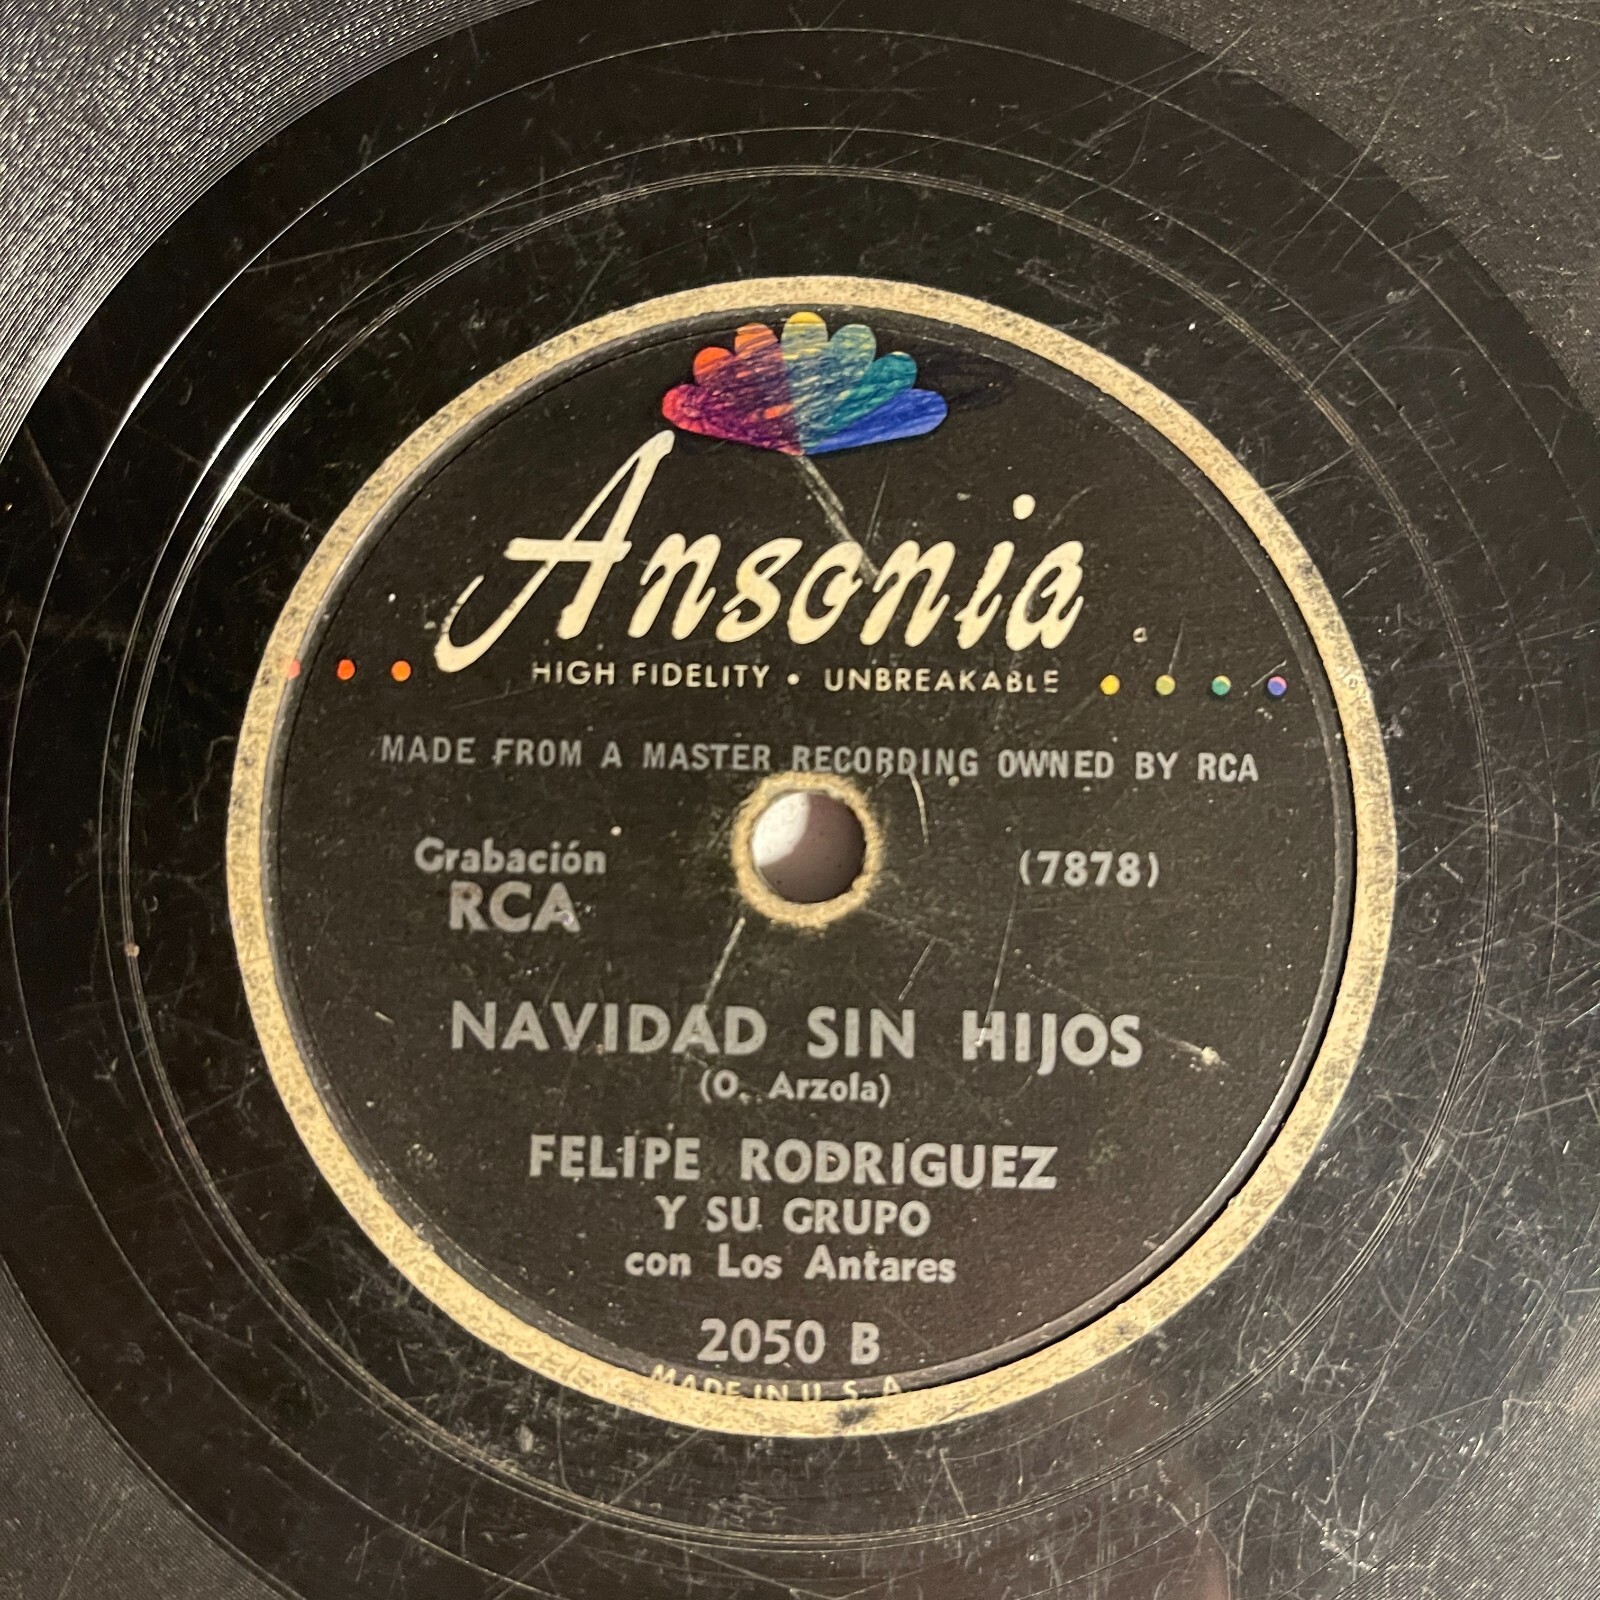 Ansonia
HIGH FIDELITY • UNBREAKABLE
MADE FROM A MASTER RECORDING OWNED BY RCA
Grabación (7878)
RCA
NAVIDAD SIN HIJOS
(O. Arzola)
FELIPE RODRIGUEZ
Y SU GRUPO
con Los Antares
2050 B
MADE IN U. S. A.